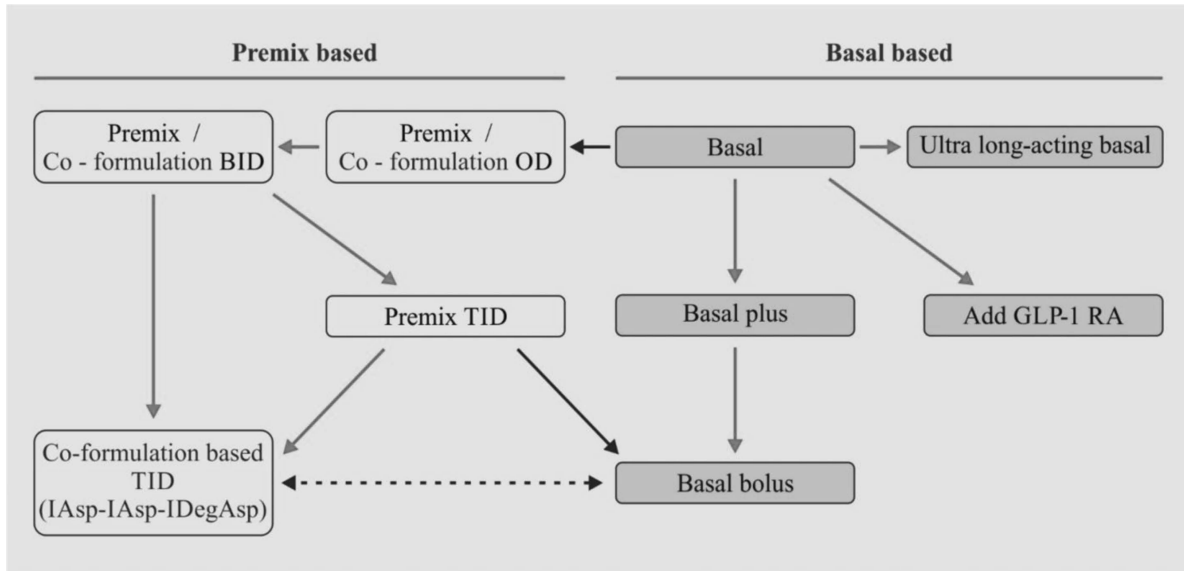 Premix based
Basal based
Premix /
Co - formulation BID
Premix /
Co - formulation OD
Basal
Ultra long-acting basal
Premix TID
Basal plus
Add GLP-1 RA
Co-formulation based
TID
(IAsp-IAsp-IDegAsp)
Basal bolus